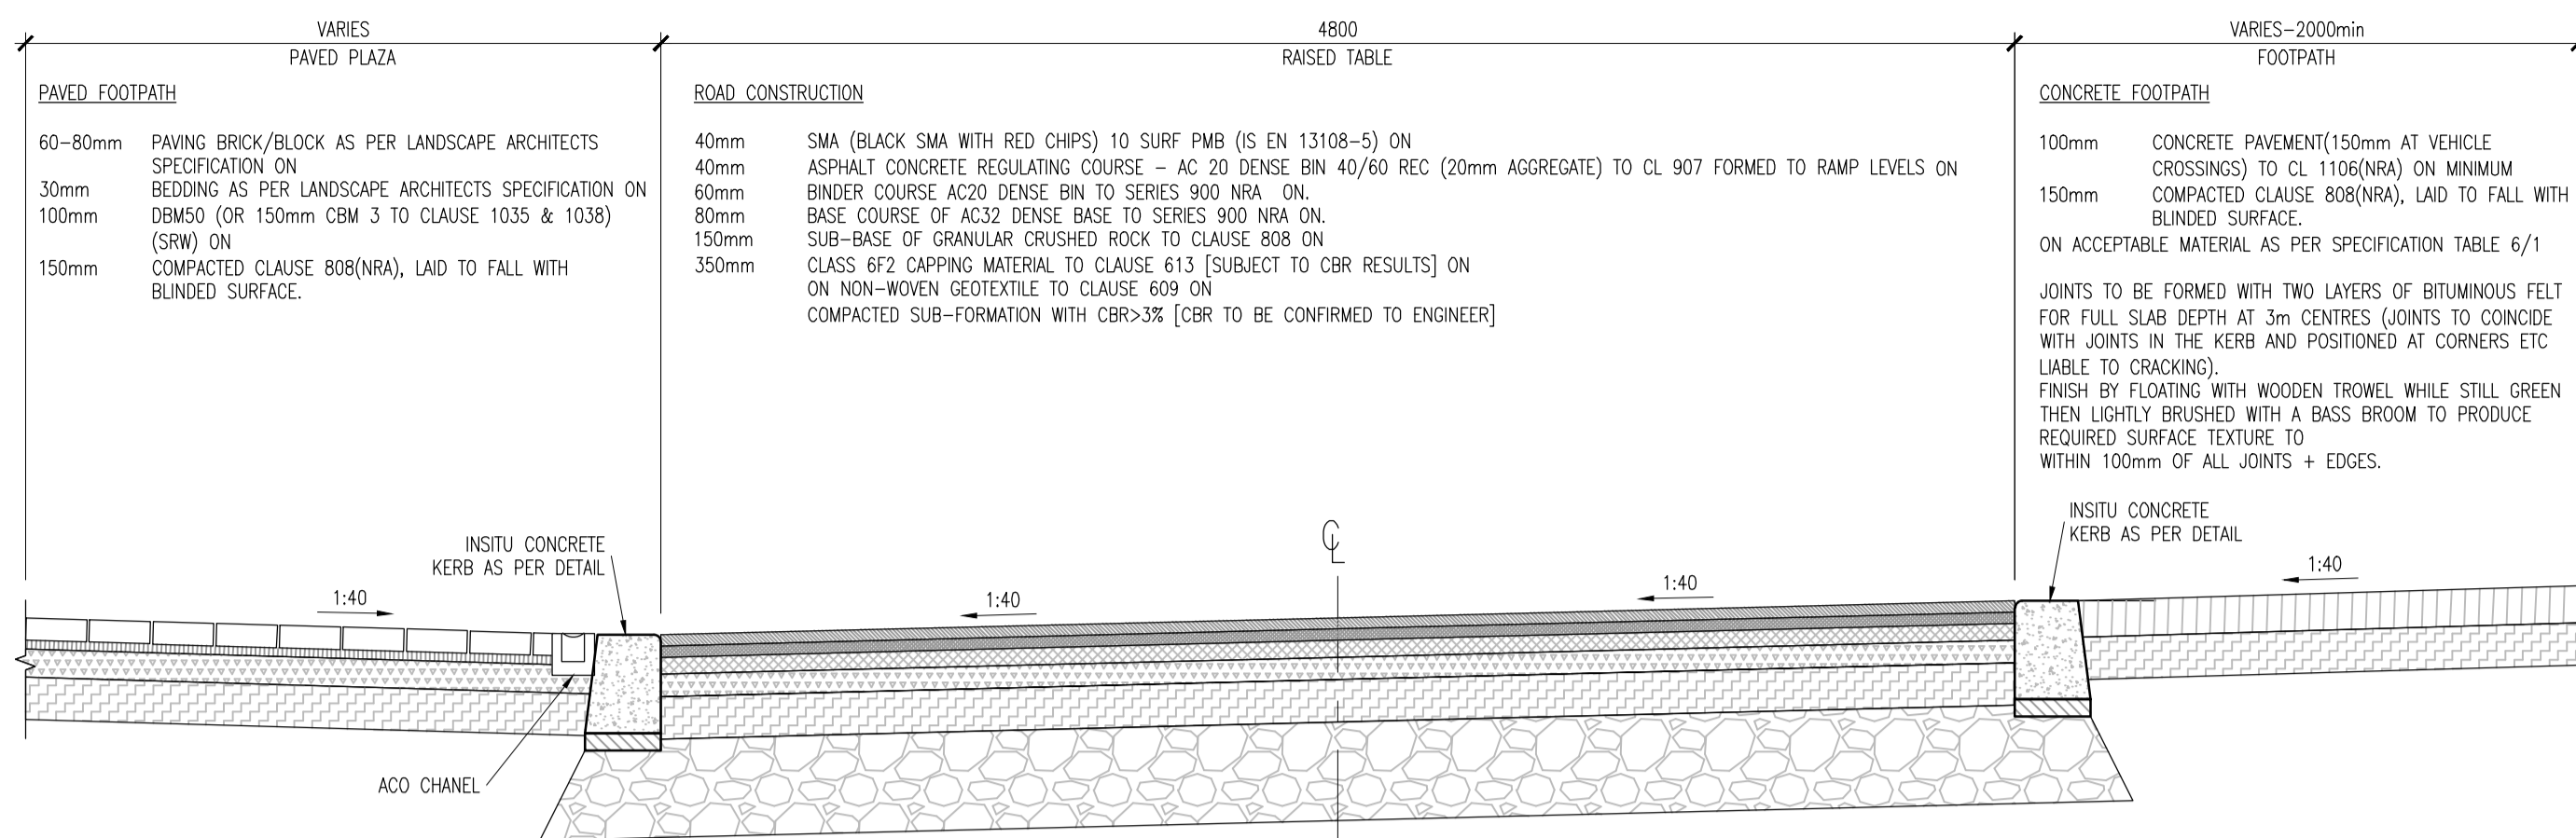 VARIES
PAVED PLAZA
4800
RAISED TABLE
VARIES-2000min
FOOTPATH
PAVED FOOTPATH
60-80mm PAVING BRICK/BLOCK AS PER LANDSCAPE ARCHITECTS
SPECIFICATION ON
30mm BEDDING AS PER LANDSCAPE ARCHITECTS SPECIFICATION ON
100mm DBM50 (OR 150mm CBM 3 TO CLAUSE 1035 & 1038)
(SRW) ON
150mm COMPACTED CLAUSE 808(NRA), LAID TO FALL WITH
BLINDED SURFACE.
ROAD CONSTRUCTION
40mm SMA (BLACK SMA WITH RED CHIPS) 10 SURF PMB (IS EN 13108-5) ON
40mm ASPHALT CONCRETE REGULATING COURSE - AC 20 DENSE BIN 40/60 REC (20mm AGGREGATE) TO CL 907 FORMED TO RAMP LEVELS ON
60mm BINDER COURSE AC20 DENSE BIN TO SERIES 900 NRA ON.
80mm BASE COURSE OF AC32 DENSE BASE TO SERIES 900 NRA ON.
150mm SUB-BASE OF GRANULAR CRUSHED ROCK TO CLAUSE 808 ON
350mm CLASS 6F2 CAPPING MATERIAL TO CLAUSE 613 [SUBJECT TO CBR RESULTS] ON
ON NON-WOVEN GEOTEXTILE TO CLAUSE 609 ON
COMPACTED SUB-FORMATION WITH CBR>3% [CBR TO BE CONFIRMED TO ENGINEER]
CONCRETE FOOTPATH
100mm CONCRETE PAVEMENT(150mm AT VEHICLE
CROSSINGS) TO CL 1106(NRA) ON MINIMUM
150mm COMPACTED CLAUSE 808(NRA), LAID TO FALL WITH
BLINDED SURFACE.
ON ACCEPTABLE MATERIAL AS PER SPECIFICATION TABLE 6/1
JOINTS TO BE FORMED WITH TWO LAYERS OF BITUMINOUS FELT
FOR FULL SLAB DEPTH AT 3m CENTRES (JOINTS TO COINCIDE
WITH JOINTS IN THE KERB AND POSITIONED AT CORNERS ETC
LIABLE TO CRACKING).
FINISH BY FLOATING WITH WOODEN TROWEL WHILE STILL GREEN
THEN LIGHTLY BRUSHED WITH A BASS BROOM TO PRODUCE
REQUIRED SURFACE TEXTURE TO
WITHIN 100mm OF ALL JOINTS + EDGES.
INSITU CONCRETE
KERB AS PER DETAIL
INSITU CONCRETE
KERB AS PER DETAIL
CL
1:40
1:40
1:40
1:40
ACO CHANEL